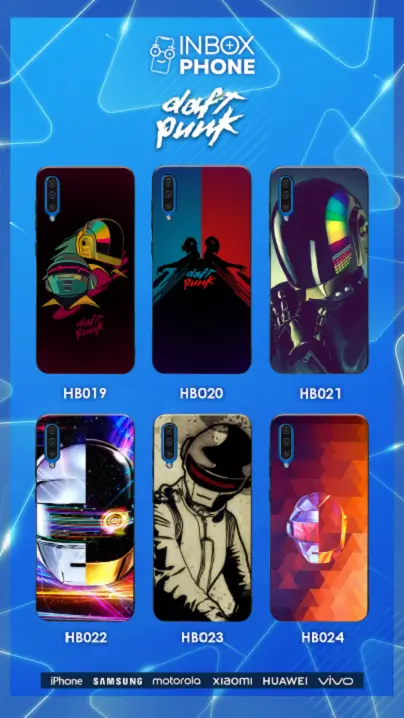 INBOX
PHONE
daft
punk
daft
punk
daft
punk
HB019
HB020
HB021
HB022
HB023
HB024
iPhone SAMSUNG motorola xiaomi HUAWEI vivo